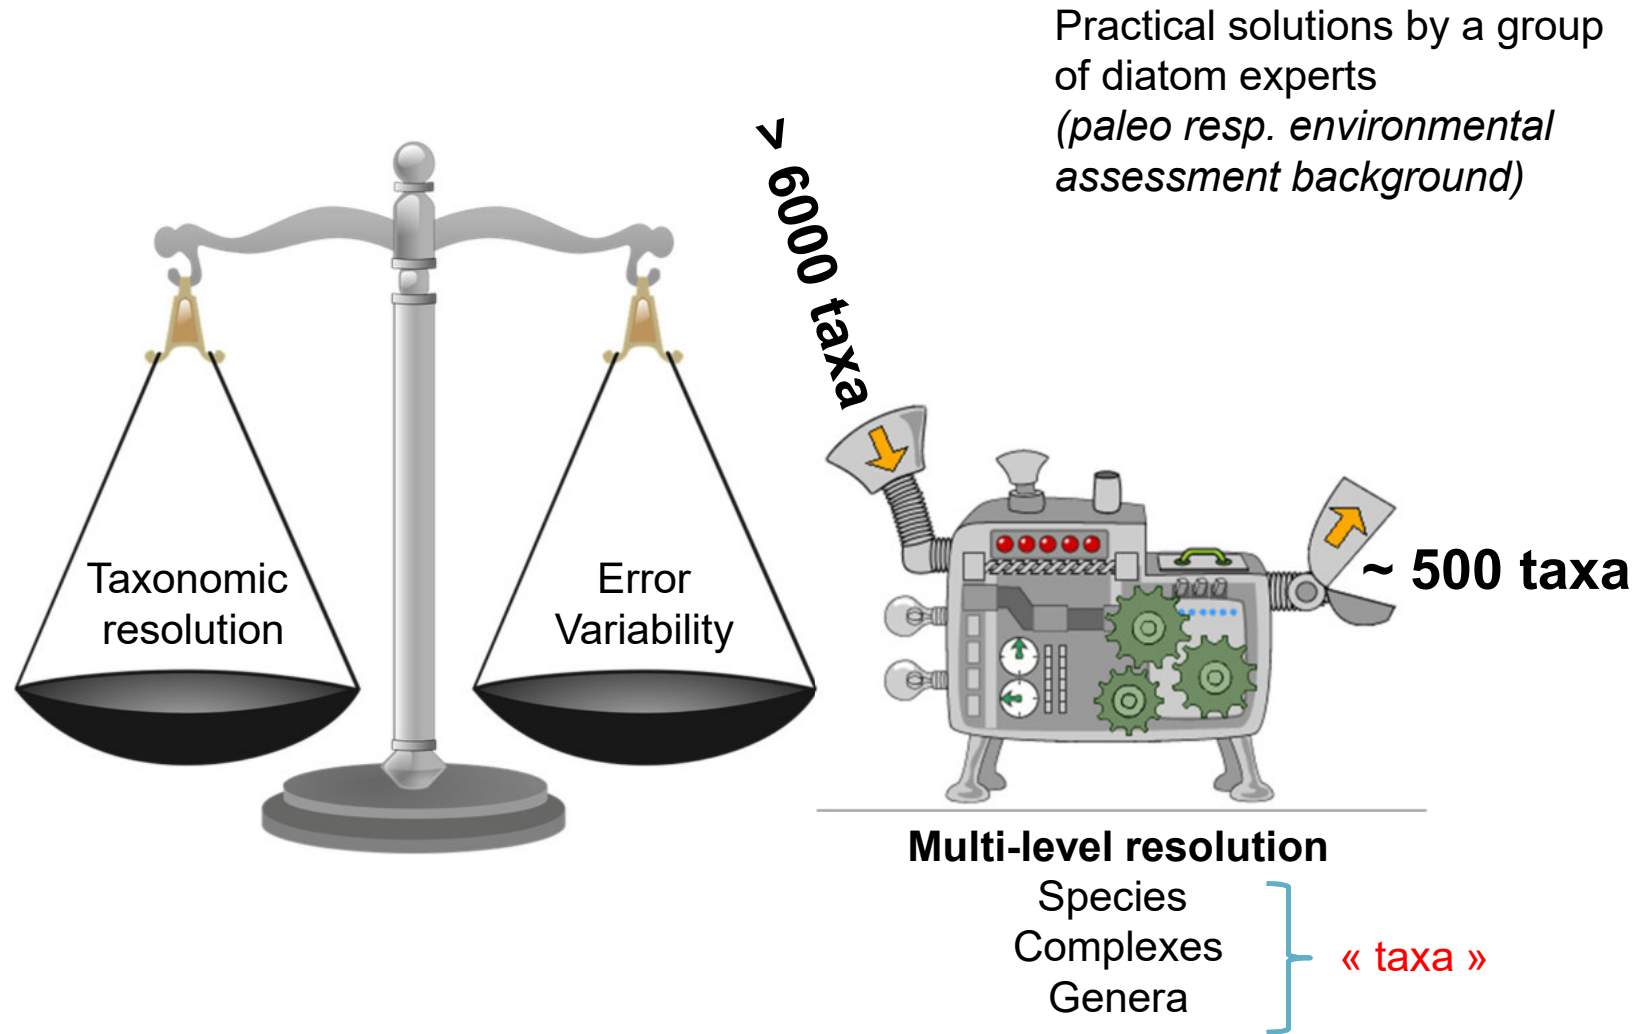 Practical solutions by a group
of diatom experts
(paleo resp. environmental
assessment background)
> 6000 taxa
Taxonomic
resolution
Error
Variability
~ 500 taxa
Multi-level resolution
Species
Complexes
Genera
« taxa »